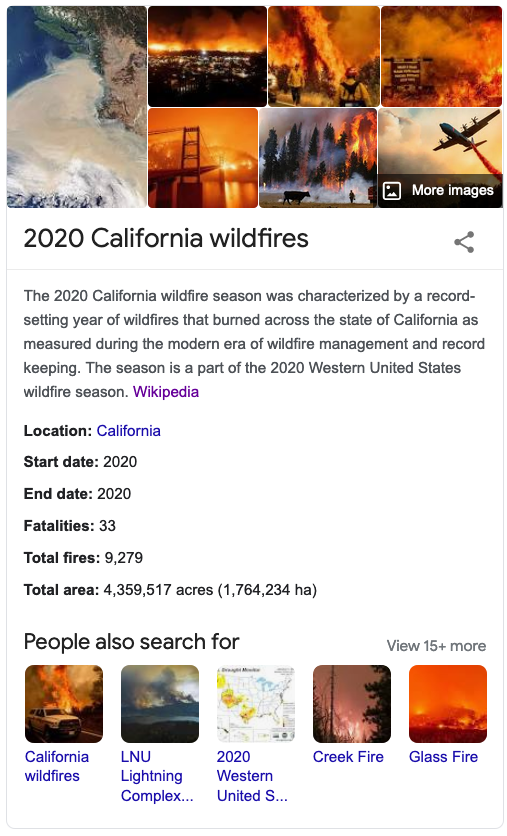 More images
2020 California wildfires
The 2020 California wildfire season was characterized by a record-
setting year of wildfires that burned across the state of California as
measured during the modern era of wildfire management and record
keeping. The season is a part of the 2020 Western United States
wildfire season. Wikipedia
Location: California
Start date: 2020
End date: 2020
Fatalities: 33
Total fires: 9,279
Total area: 4,359,517 acres (1,764,234 ha)
People also search for
View 15+ more
California
wildfires
LNU
Lightning
Complex...
2020
Western
United S...
Creek Fire
Glass Fire